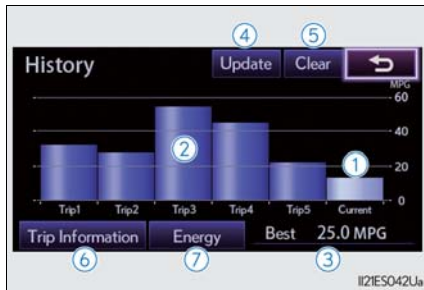 ④ ⑤
History Update Clear
MPG
60
40
② ①
20
0
Trip1 Trip2 Trip3 Trip4 Trip5 Current
Trip Information Energy Best 25.0 MPG
⑥ ⑦ ③
II21ES042Ua